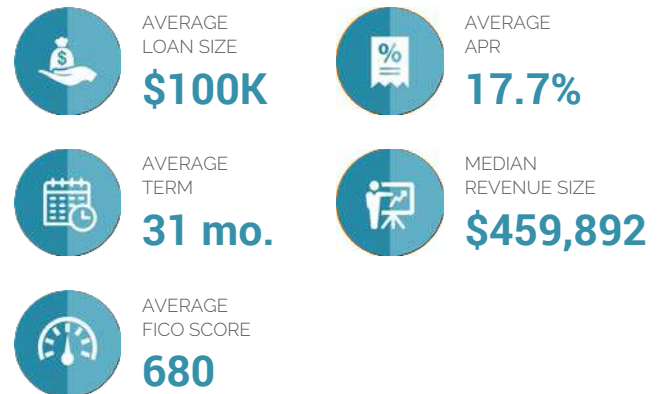 AVERAGE
LOAN SIZE
$100K
AVERAGE
APR
17.7%
AVERAGE
TERM
31 mo.
MEDIAN
REVENUE SIZE
$459,892
AVERAGE
FICO SCORE
680
$
%